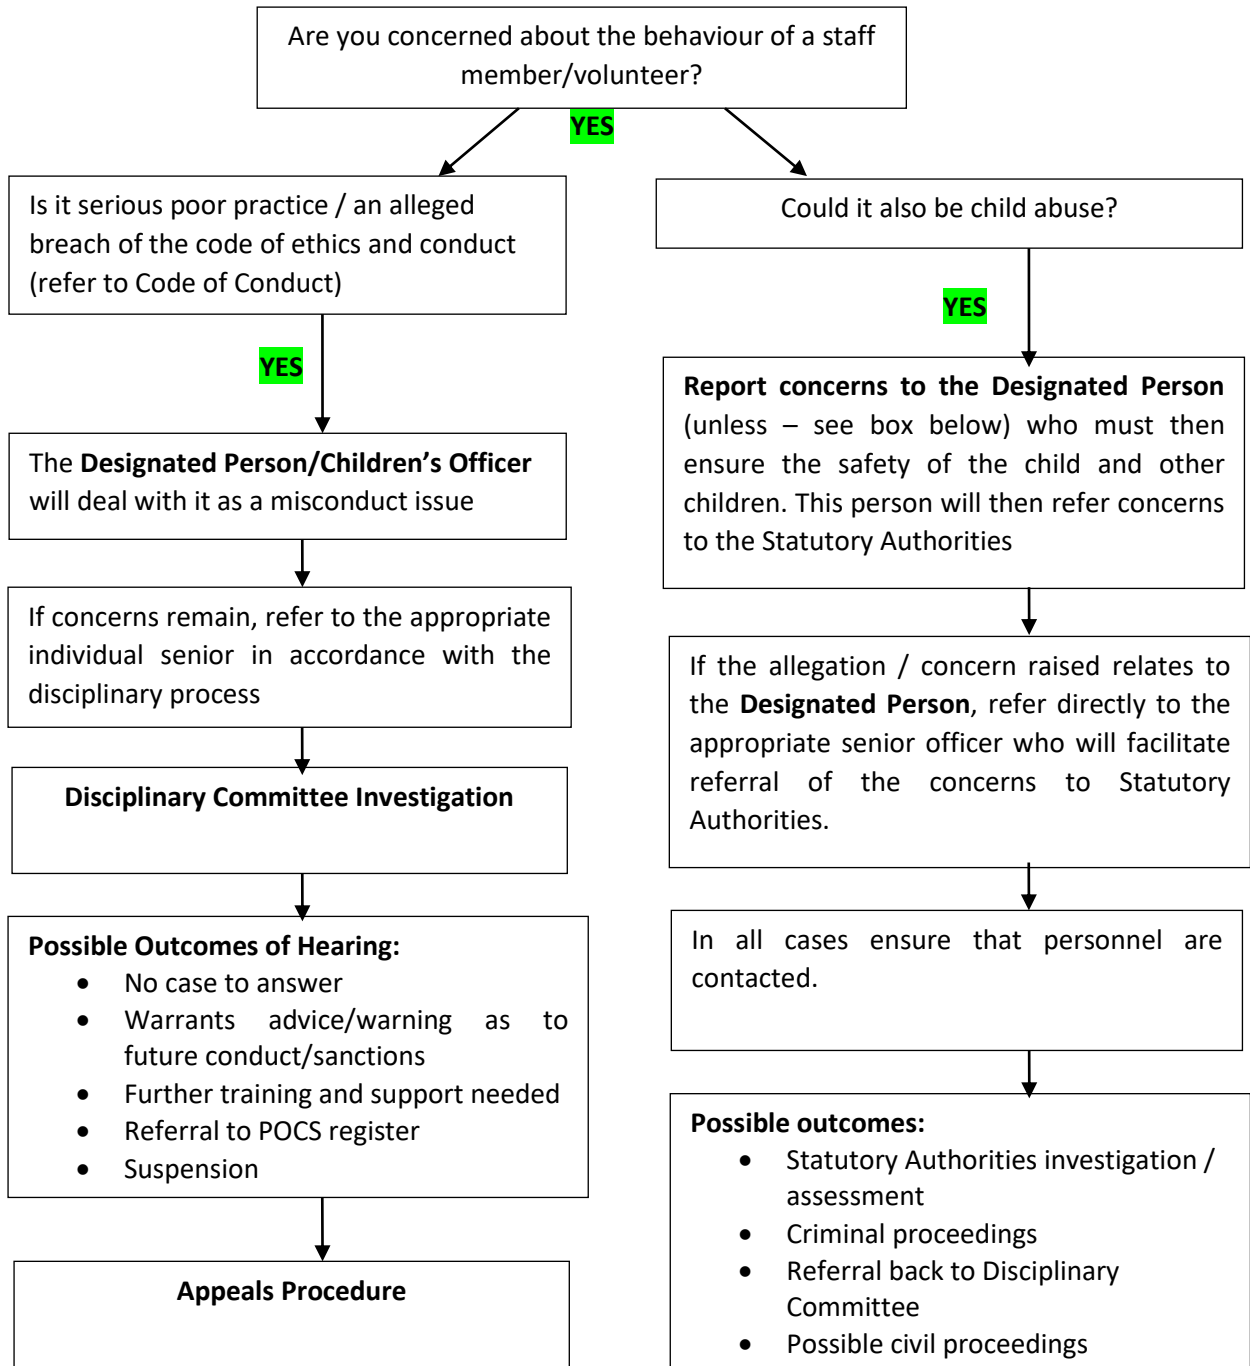 Are you concerned about the behaviour of a staff
member/volunteer?
YES
Is it serious poor practice / an alleged
breach of the code of ethics and conduct
(refer to Code of Conduct)
YES
The Designated Person/Children’s Officer
will deal with it as a misconduct issue
If concerns remain, refer to the appropriate
individual senior in accordance with the
disciplinary process
Disciplinary Committee Investigation
Possible Outcomes of Hearing:
• No case to answer
• Warrants advice/warning as to
future conduct/sanctions
• Further training and support needed
• Referral to POCS register
• Suspension
Appeals Procedure
Could it also be child abuse?
YES
Report concerns to the Designated Person
(unless – see box below) who must then
ensure the safety of the child and other
children. This person will then refer concerns
to the Statutory Authorities
If the allegation / concern raised relates to
the Designated Person, refer directly to the
appropriate senior officer who will facilitate
referral of the concerns to Statutory
Authorities.
In all cases ensure that personnel are
contacted.
Possible outcomes:
• Statutory Authorities investigation /
assessment
• Criminal proceedings
• Referral back to Disciplinary
Committee
• Possible civil proceedings